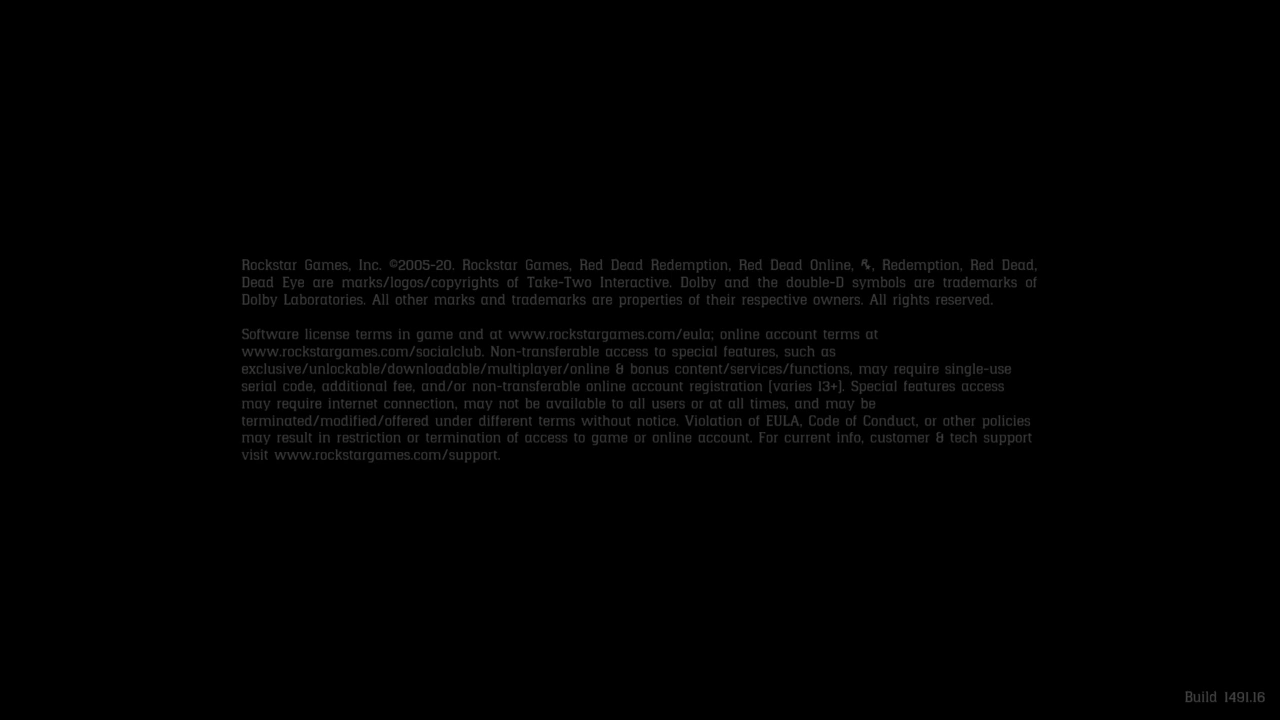 Rockstar Games, Inc. ©2005-20. Rockstar Games, Red Dead Redemption, Red Dead Online, R*, Redemption, Red Dead,
Dead Eye are marks/logos/copyrights of Take-Two Interactive. Dolby and the double-D symbols are trademarks of
Dolby Laboratories. All other marks and trademarks are properties of their respective owners. All rights reserved.
Software license terms in game and at www.rockstargames.com/eula; online account terms at
www.rockstargames.com/socialclub. Non-transferable access to special features, such as
exclusive/unlockable/downloadable/multiplayer/online & bonus content/services/functions, may require single-use
serial code, additional fee, and/or non-transferable online account registration (varies 13+). Special features access
may require internet connection, may not be available to all users or at all times, and may be
terminated/modified/offered under different terms without notice. Violation of EULA, Code of Conduct, or other policies
may result in restriction or termination of access to game or online account. For current info, customer & tech support
visit www.rockstargames.com/support.
Build 1491.16